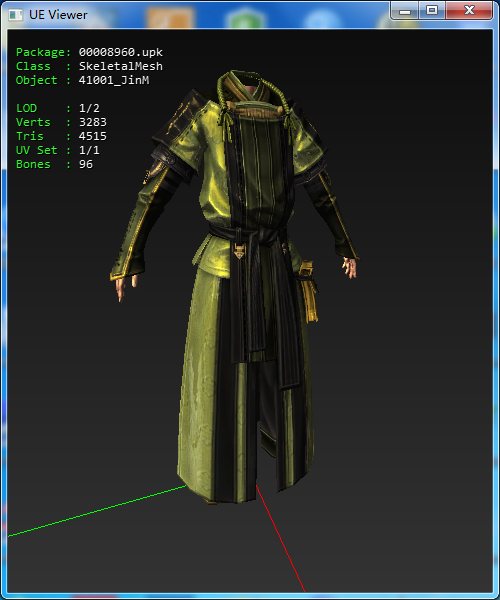 UE Viewer
Package: 00008960.upk
Class : SkeletalMesh
Object : 41001_JinM
LOD : 1/2
Verts : 3283
Tris : 4515
UV Set : 1/1
Bones : 96